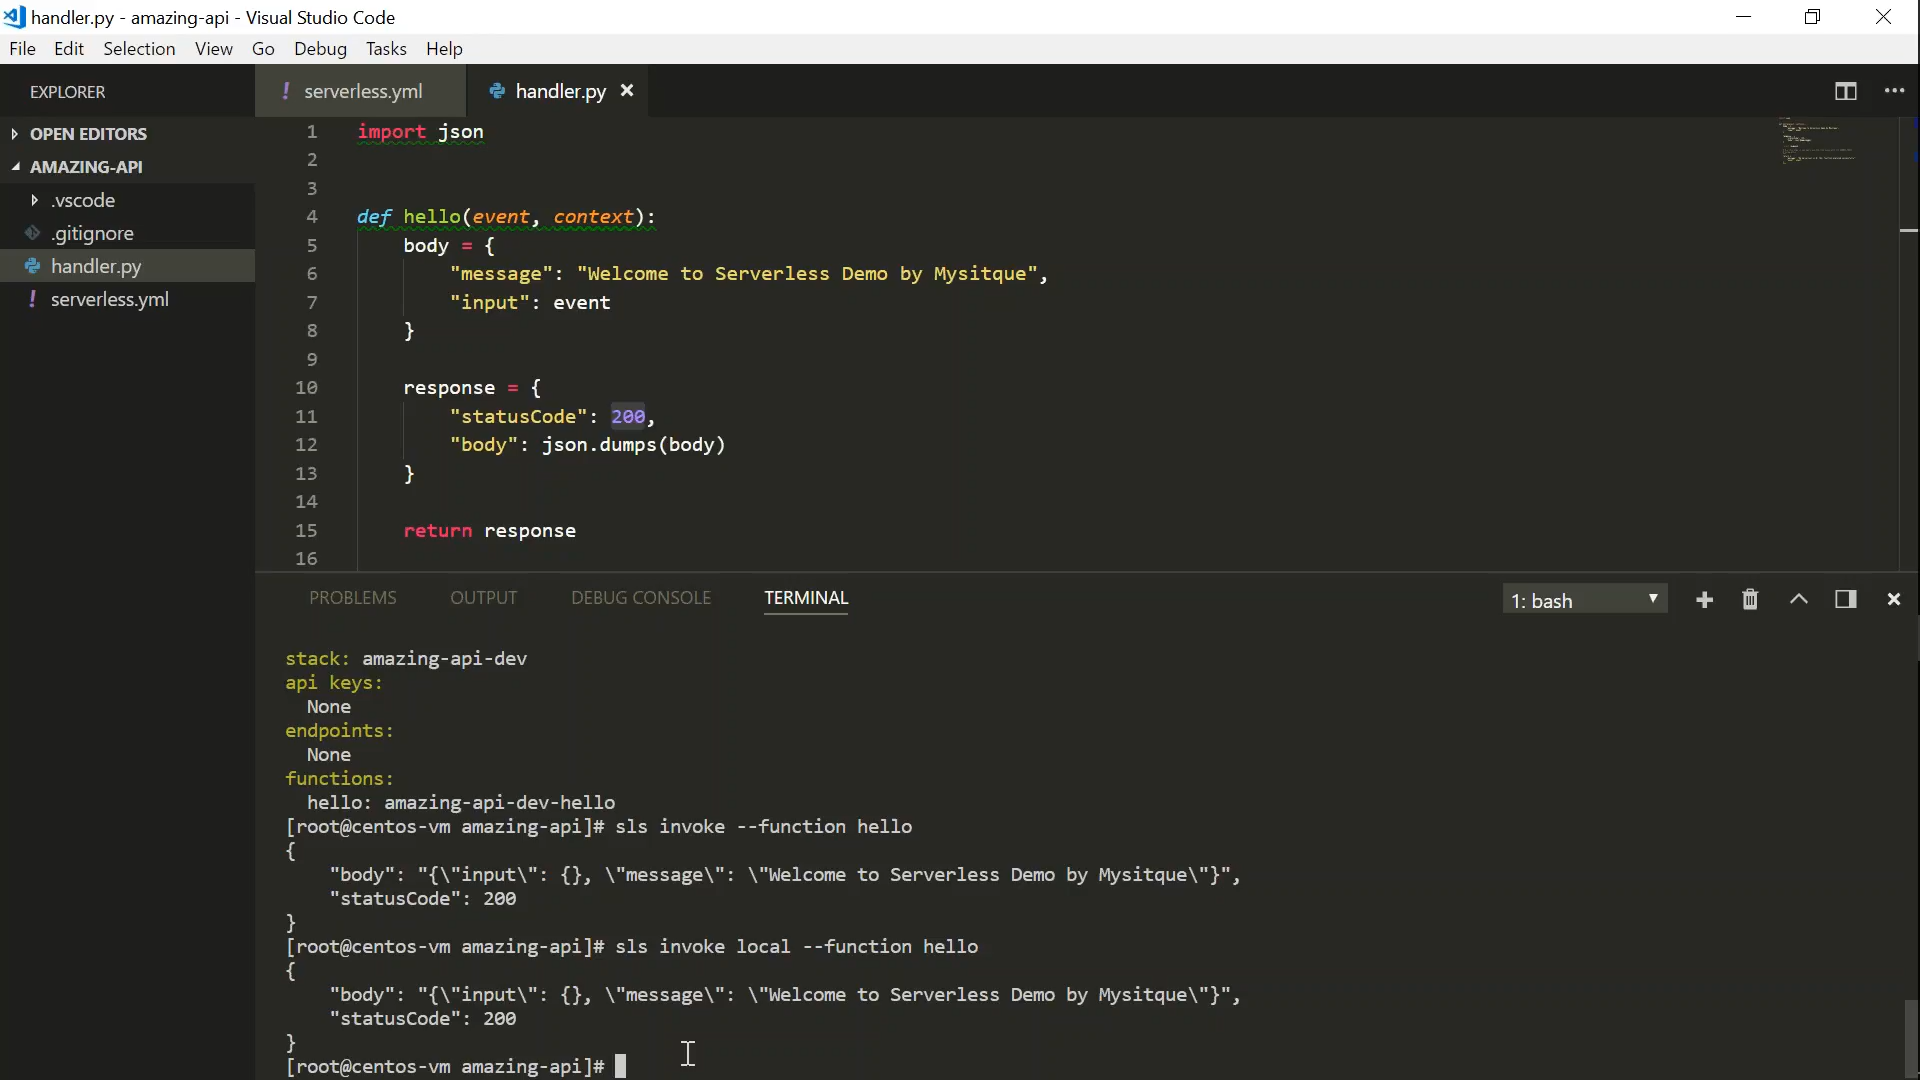 handler.py - amazing-api - Visual Studio Code
File Edit Selection View Go Debug Tasks Help
EXPLORER
OPEN EDITORS
AMAZING-API
.vscode
.gitignore
handler.py
! serverless.yml
! serverless.yml
handler.py
1 import json
2
3
4 def hello(event, context):
5 body = {
6 "message": "Welcome to Serverless Demo by Mysitque",
7 "input": event
8 }
9
10 response = {
11 "statusCode": 200,
12 "body": json.dumps(body)
13 }
14
15 return response
16
PROBLEMS OUTPUT DEBUG CONSOLE TERMINAL
1: bash
stack: amazing-api-dev
api keys:
None
endpoints:
None
functions:
hello: amazing-api-dev-hello
[root@centos-vm amazing-api]# sls invoke --function hello
{
"body": "{\"input\": {}, \"message\": \"Welcome to Serverless Demo by Mysitque\"}",
"statusCode": 200
}
[root@centos-vm amazing-api]# sls invoke local --function hello
{
"body": "{\"input\": {}, \"message\": \"Welcome to Serverless Demo by Mysitque\"}",
"statusCode": 200
}
[root@centos-vm amazing-api]#